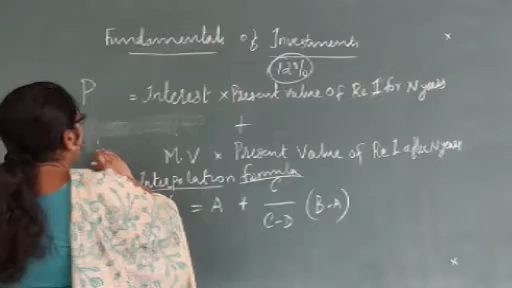 Fundamentals of Investments
12%
P = Interest × Present value of Re 1 for N years
+
M.V × Present Value of Re 1 after N years
Interpolation formula
= A + C / C-D (B-A)